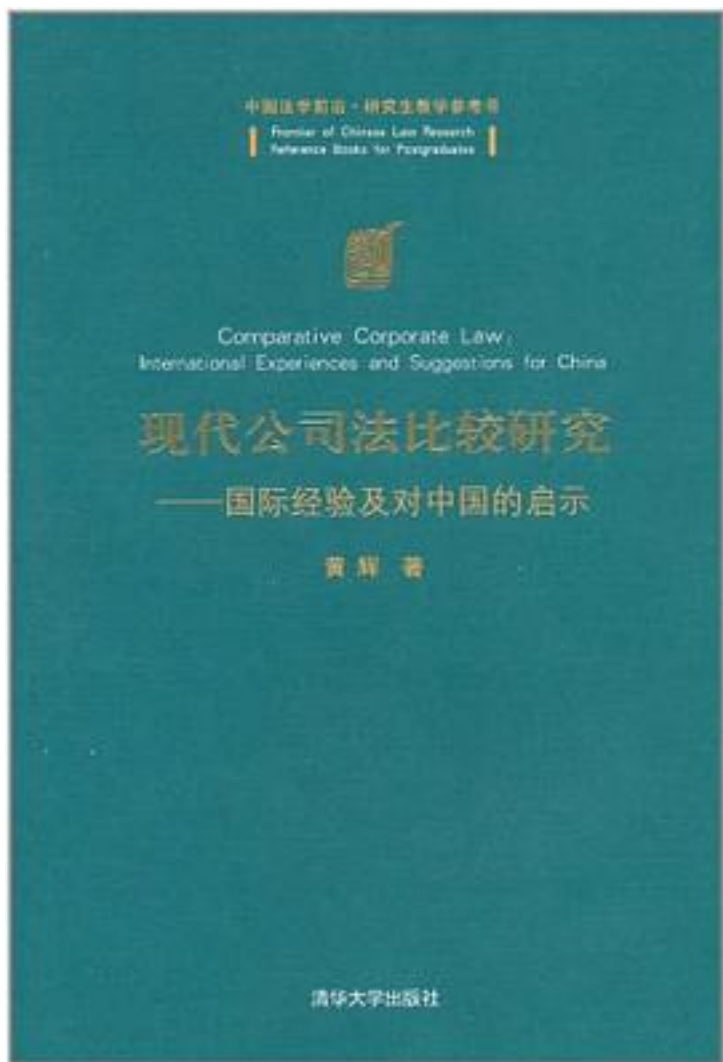 中国法学前沿·研究生教学参考书
Frontier of Chinese Law Research
Reference Books for Postgraduates
Comparative Corporate Law:
International Experiences and Suggestions for China
现代公司法比较研究
——国际经验及对中国的启示
黄辉 著
清华大学出版社